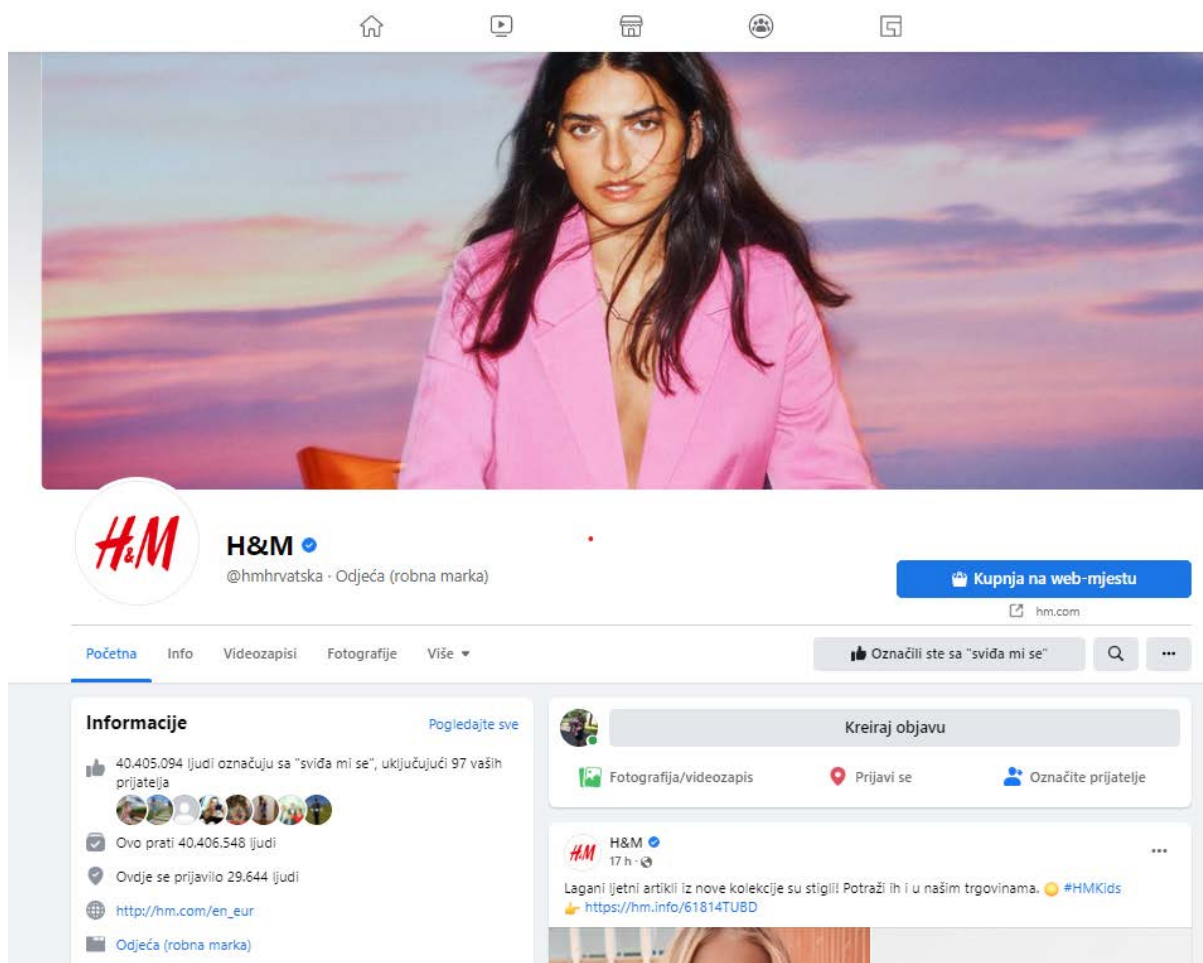 H&M
H&M
@hmhrvatska · Odjeća (robna marka)
Kupnja na web-mjestu
hm.com
Početna Info Videozapisi Fotografije Više
Označili ste sa "sviđa mi se"
Informacije
Pogledajte sve
40.405.094 ljudi označuju sa "sviđa mi se", uključujući 97 vaših
prijatelja
Ovo prati 40.406.548 ljudi
Ovdje se prijavilo 29.644 ljudi
http://hm.com/en_eur
Odjeća (robna marka)
Kreiraj objavu
Fotografija/videozapis
Prijavi se
Označite prijatelje
H&M
H&M
17 h ·
Lagani ljetni artikli iz nove kolekcije su stigli! Potraži ih i u našim trgovinama. 🌞 #HMKids
👉 https://hm.info/61814TUBD